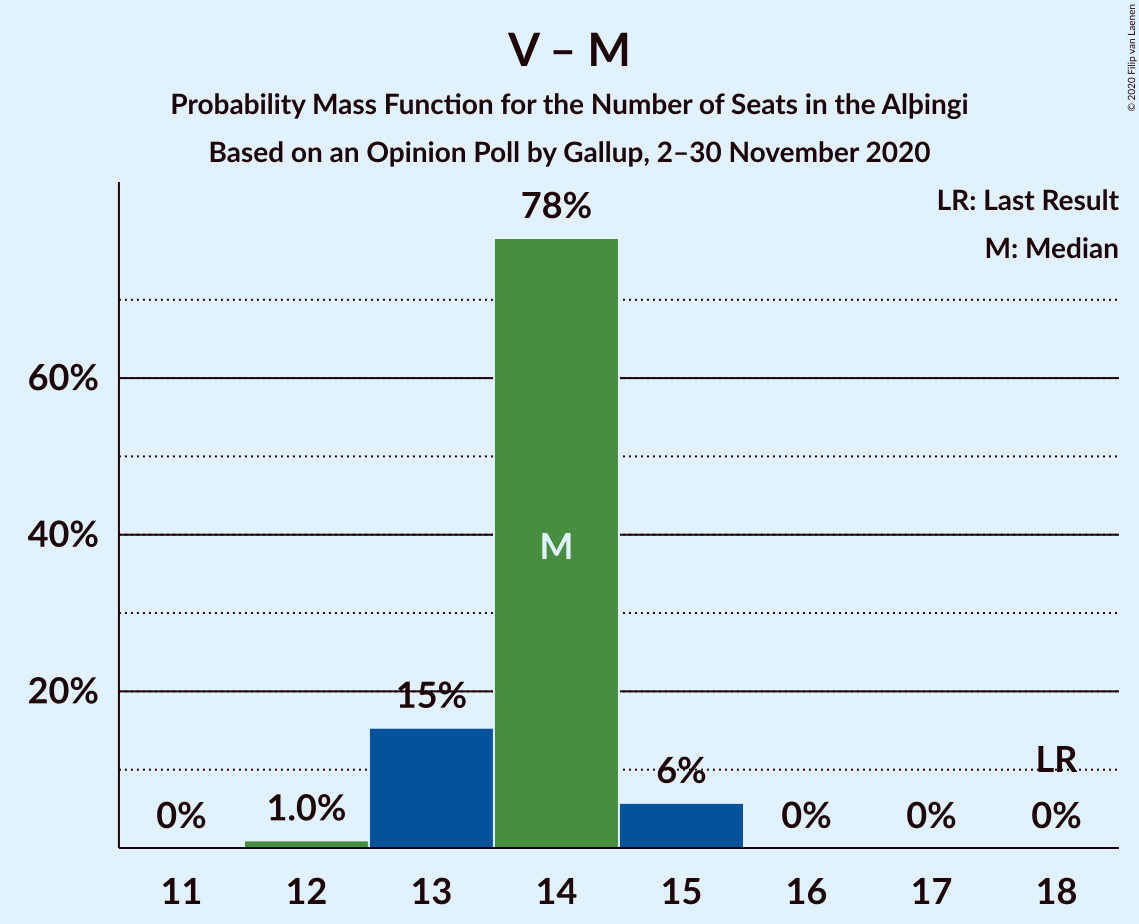 V – M
Probability Mass Function for the Number of Seats in the Alþingi
Based on an Opinion Poll by Gallup, 2–30 November 2020
© 2020 Filip van Laenen
LR: Last Result
M: Median
78%
60%
40%
M
20%
15%
6%
LR
0%
1.0%
0%
0%
0%
11
12
13
14
15
16
17
18